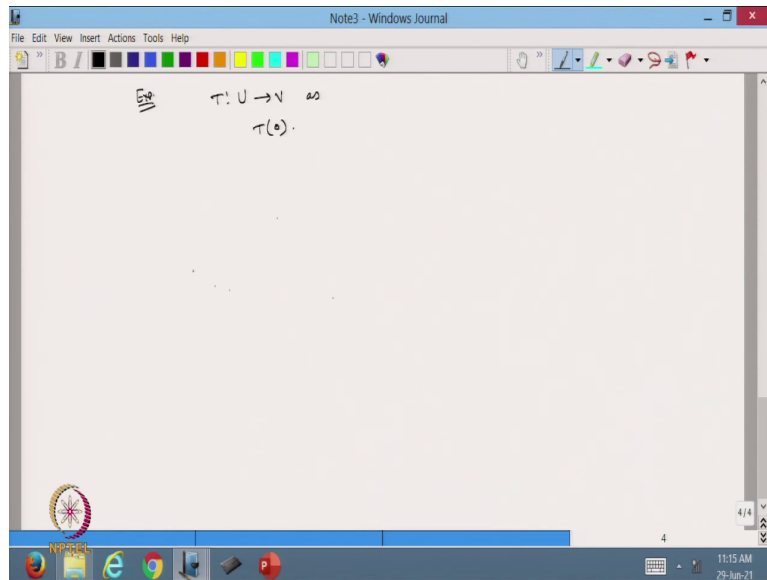 Note3 - Windows Journal
File Edit View Insert Actions Tools Help
B I
Exp. T: U → V as
T(0).
4/4
4
NPTEL
11:15 AM
29-Jun-21